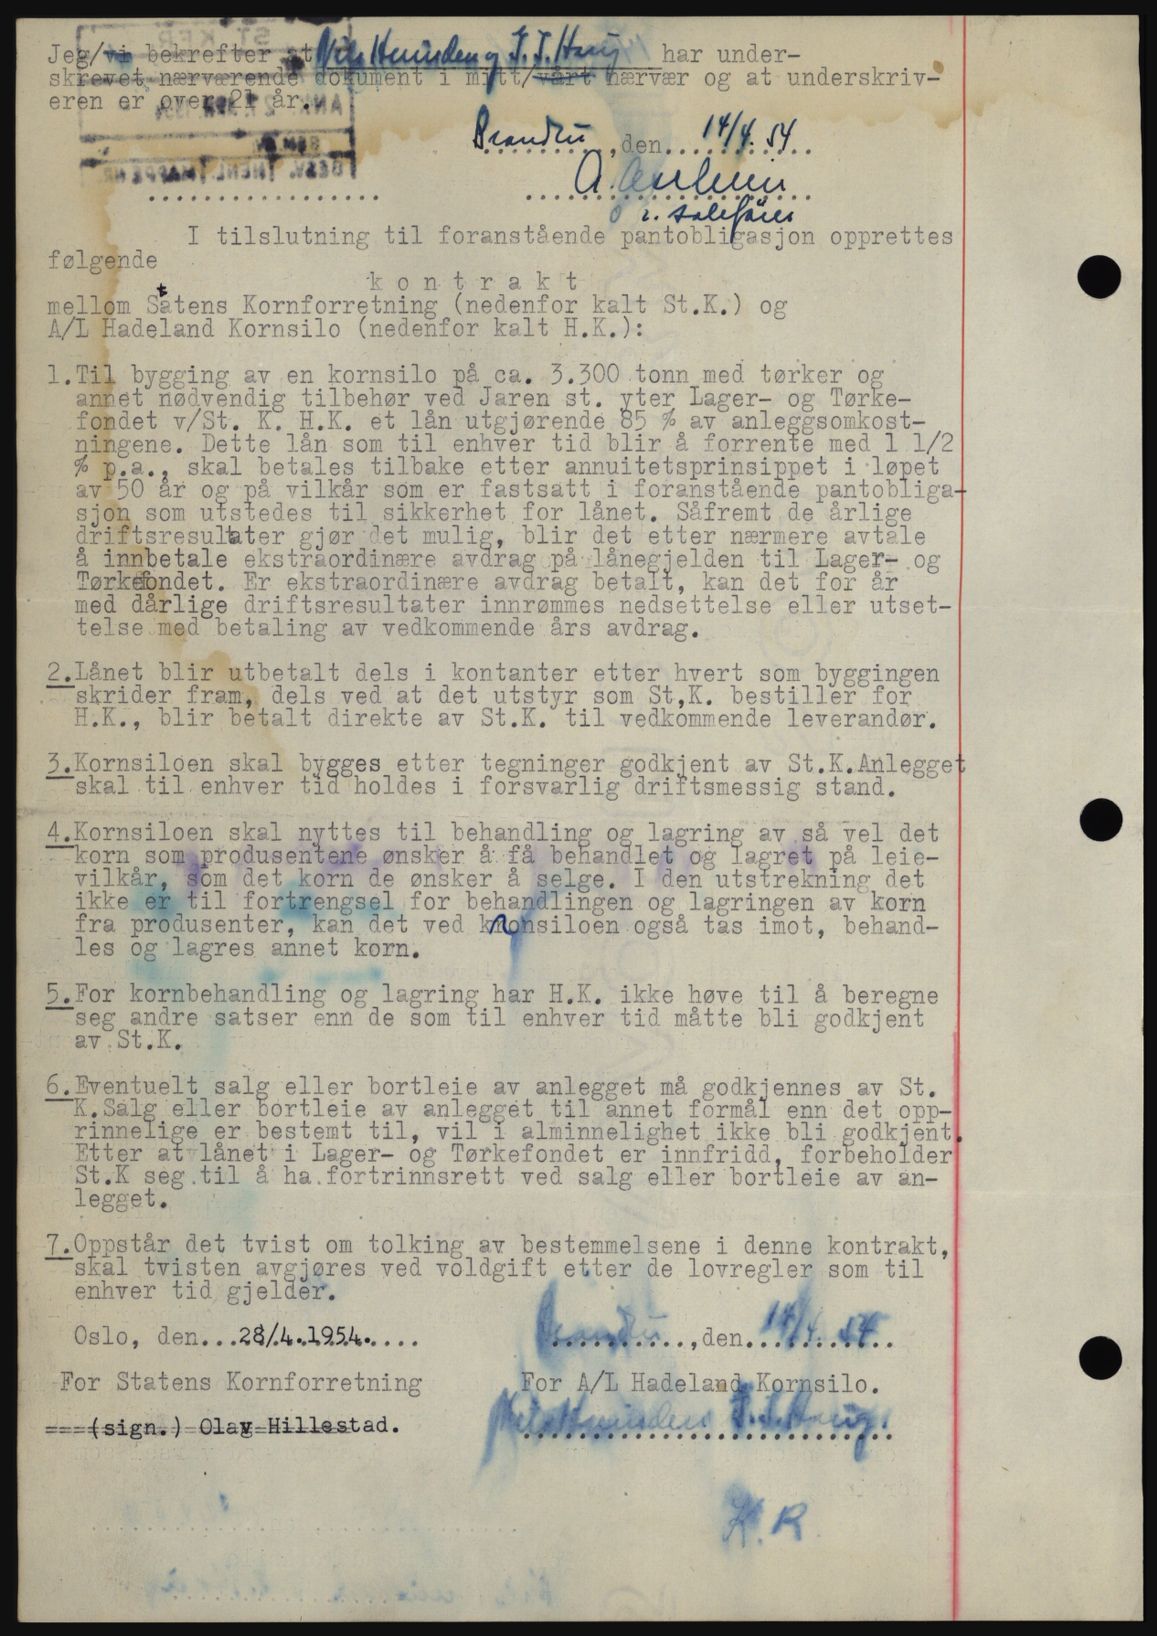 Jeg/vi bekrefter at Nils Hvinden og I. I. Haug har under-
skrevet nærværende dokument i mitt/vårt nærvær og at underskriv-
eren er over 21 år.
Brandbu, den 14/4. 54
r. salsfører
I tilslutning til foranstående pantobligasjon opprettes
følgende
kontrakt
mellom Satens Kornforretning (nedenfor kalt St.K.) og
A/L Hadeland Kornsilo (nedenfor kalt H.K.):
1. Til bygging av en kornsilo på ca. 3.300 tonn med tørker og
annet nødvendig tilbehør ved Jaren st. yter Lager- og Tørke-
fondet v/St. K. H.K. et lån utgjørende 85 % av anleggsomkost-
ningene. Dette lån som til enhver tid blir å forrente med 1 1/2
% p.a., skal betales tilbake etter annuitetsprinsippet i løpet
av 50 år og på vilkår som er fastsatt i foranstående pantobliga-
sjon som utstedes til sikkerhet for lånet. Såfremt de årlige
driftsresultater gjør det mulig, blir det etter nærmere avtale
å innbetale ekstraordinære avdrag på lånegjelden til Lager- og
Tørkefondet. Er ekstraordinære avdrag betalt, kan det for år
med dårlige driftsresultater innrømmes nedsettelse eller utset-
telse med betaling av vedkommende års avdrag.
2. Lånet blir utbetalt dels i kontanter etter hvert som byggingen
skrider fram, dels ved at det utstyr som St,K. bestiller for
H.K., blir betalt direkte av St.K. til vedkommende leverandør.
3. Kornsiloen skal bygges etter tegninger godkjent av St.K. Anlegget
skal til enhver tid holdes i forsvarlig driftsmessig stand.
4. Kornsiloen skal nyttes til behandling og lagring av så vel det
korn som produsentene ønsker å få behandlet og lagret på leie-
vilkår, som det korn de ønsker å selge. I den utstrekning det
ikke er til fortrengsel for behandlingen og lagringen av korn
fra produsenter, kan det ved knonsiloen også tas imot, behand-
les og lagres annet korn.
5. For kornbehandling og lagring har H.K. ikke høve til å beregne
seg andre satser enn de som til enhver tid måtte bli godkjent
av St.K.
6. Eventuelt salg eller bortleie av anlegget må godkjennes av St.
K. Salg eller bortleie av anlegget til annet formål enn det opp-
rinnelige er bestemt til, vil i alminnelighet ikke bli godkjent.
Etter at lånet i Lager- og Tørkefondet er innfridd, forbeholder
St.K seg til å ha fortrinnsrett ved salg eller bortleie av an-
legget.
7. Oppstår det tvist om tolking av bestemmelsene i denne kontrakt,
skal tvisten avgjøres ved voldgift etter de lovregler som til
enhver tid gjelder.
Oslo, den 28/4.1954. Brandbu, den 14/4. 54.
For Statens Kornforretning For A/L Hadeland Kornsilo.
(sign.) Olav Hillestad. Nils Hvinden I. I. Haug.
K.R